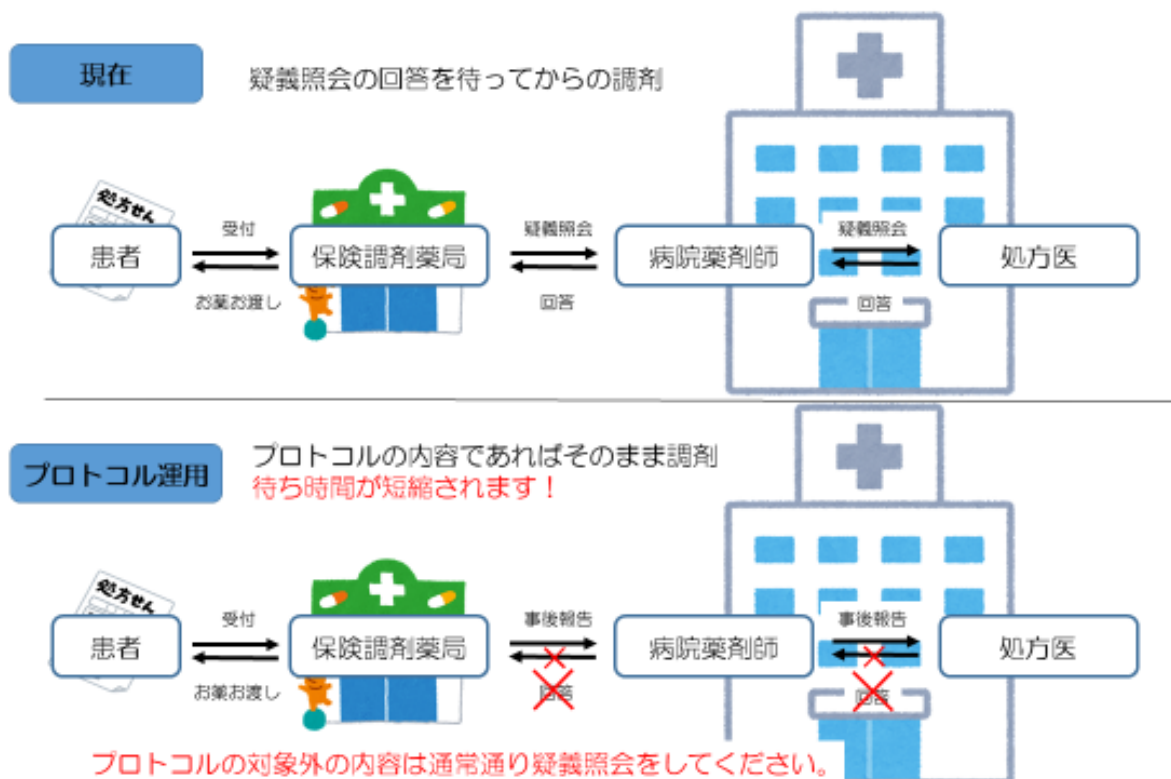 現在
疑義照会の回答を待ってからの調剤
処方せん
患者
受付
お薬お渡し
保険調剤薬局
疑義照会
回答
病院薬剤師
疑義照会
回答
処方医
プロトコル運用
プロトコルの内容であればそのまま調剤
待ち時間が短縮されます！
処方せん
患者
受付
お薬お渡し
保険調剤薬局
事後報告
回答
病院薬剤師
事後報告
回答
処方医
プロトコルの対象外の内容は通常通り疑義照会をしてください。